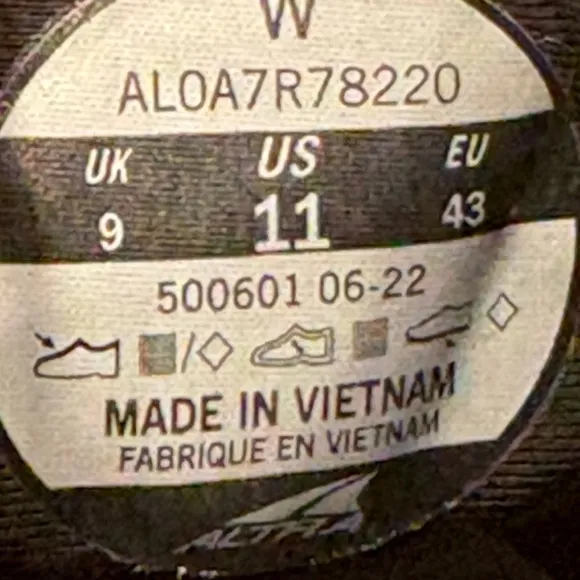 W
AL0A7R78220
UK US EU
9 11 43
500601 06-22
MADE IN VIETNAM
FABRIQUE EN VIETNAM
ALTRA